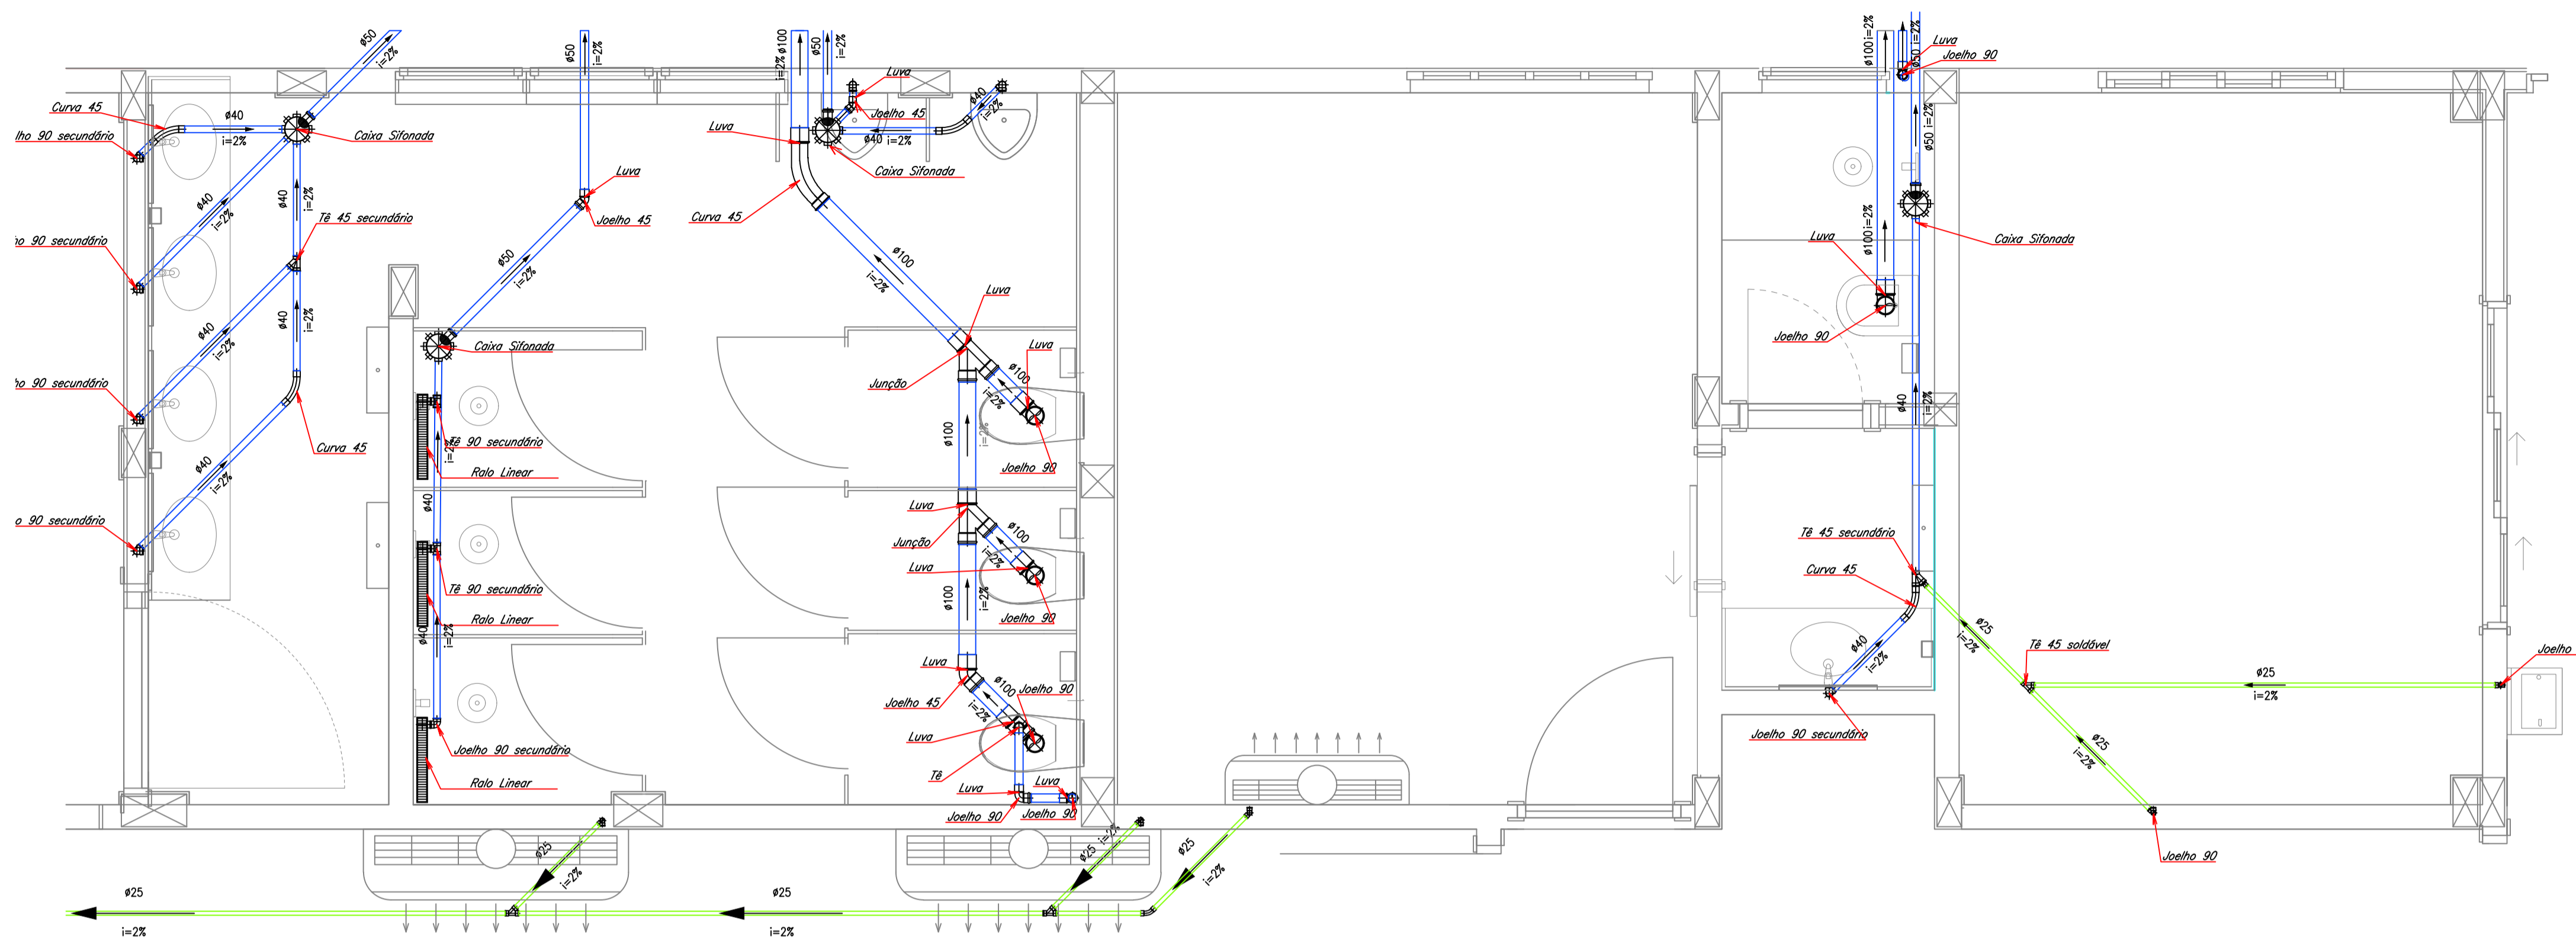 ø50
i=2%
ø50
i=2%
i=2% ø100
ø50
i=2%
Luva
Joelho 45
ø40
i=2%
ø100 i=2%
ø50 i=2%
Luva
Joelho 90
Curva 45
lho 90 secundário
ø40
i=2%
Caixa Sifonada
Luva
ø40 i=2%
Caixa Sifonada
ø50 i=2%
ø40
i=2%
ø40
i=2%
Tê 45 secundário
Luva
Joelho 45
Curva 45
ho 90 secundário
ø50
i=2%
ø100
i=2%
ø100 i=2%
Luva
Caixa Sifonada
Joelho 90
ø40
i=2%
ø40
i=2%
Caixa Sifonada
Luva
Luva
Junção
ø100
i=2%
ho 90 secundário
Curva 45
ø40
i=2%
Tê 90 secundário
i=2%
Ralo Linear
ø100
i=2%
Joelho 90
ø40
i=2%
ø40
o 90 secundário
Luva
Junção
Luva
ø100
i=2%
Tê 90 secundário
Ralo Linear
ø40
i=2%
ø100
i=2%
Joelho 90
Tê 45 secundário
Curva 45
ø40
i=2%
ø25
i=2%
Tê 45 soldável
ø25
i=2%
Joelho
ø25
i=2%
Luva
Joelho 45
ø100
i=2%
Joelho 90
Luva
Tê
Joelho 90 secundário
Ralo Linear
Luva
Luva
Joelho 90
Joelho 90
Joelho 90 secundário
Joelho 90
ø25
i=2%
ø25
i=2%
ø25
i=2%
ø25
i=2%
ø25
i=2%